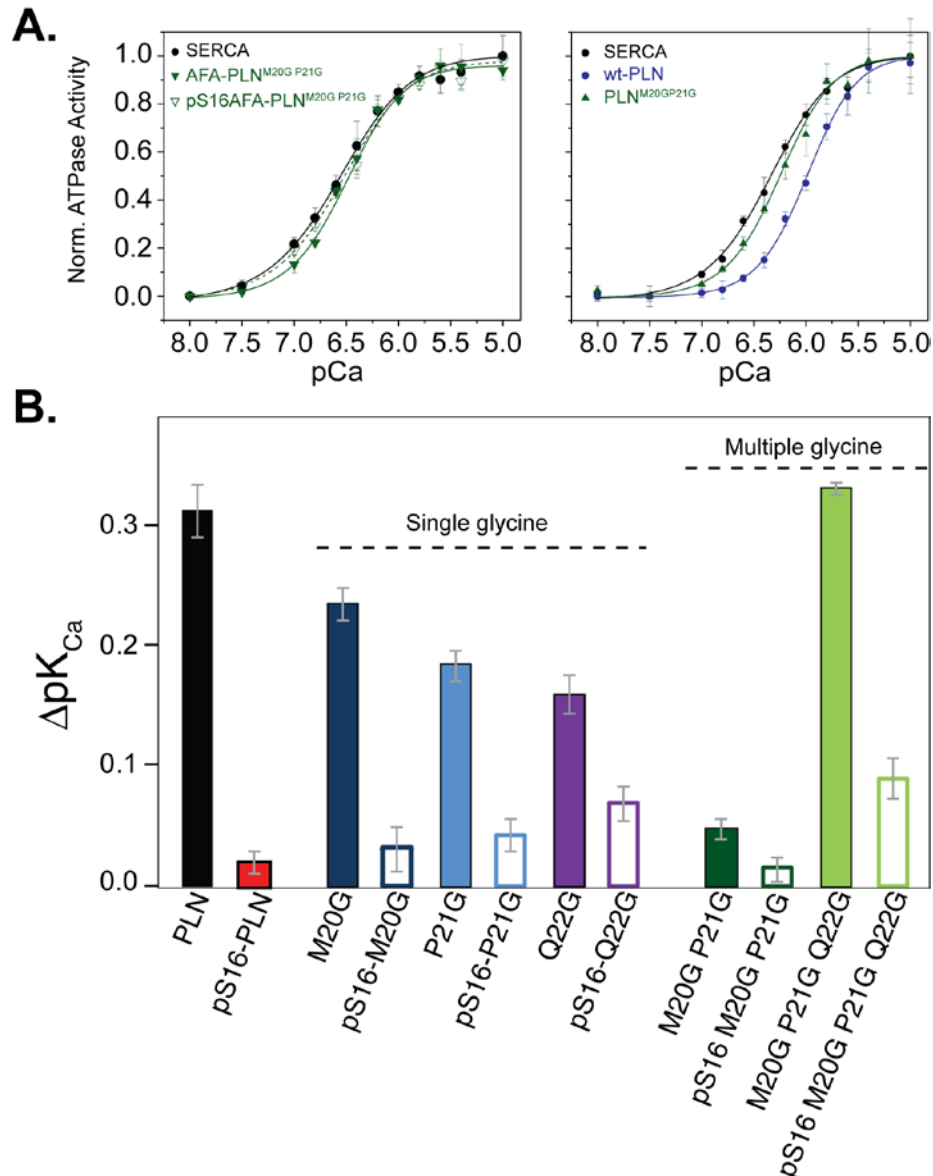 A.
SERCA
AFA-PLN^M20G P21G
pS16AFA-PLN^M20G P21G
Norm. ATPase Activity
1.0
0.8
0.6
0.4
0.2
0.0
8.0 7.5 7.0 6.5 6.0 5.5 5.0
pCa
SERCA
wt-PLN
PLN^M20GP21G
8.0 7.5 7.0 6.5 6.0 5.5 5.0
pCa
B.
Multiple glycine
Single glycine
ΔpK_Ca
0.3
0.2
0.1
0.0
PLN
pS16-PLN
M20G
pS16-M20G
P21G
pS16-P21G
Q22G
pS16-Q22G
M20G P21G
pS16 M20G P21G
M20G P21G Q22G
pS16 M20G P21G Q22G